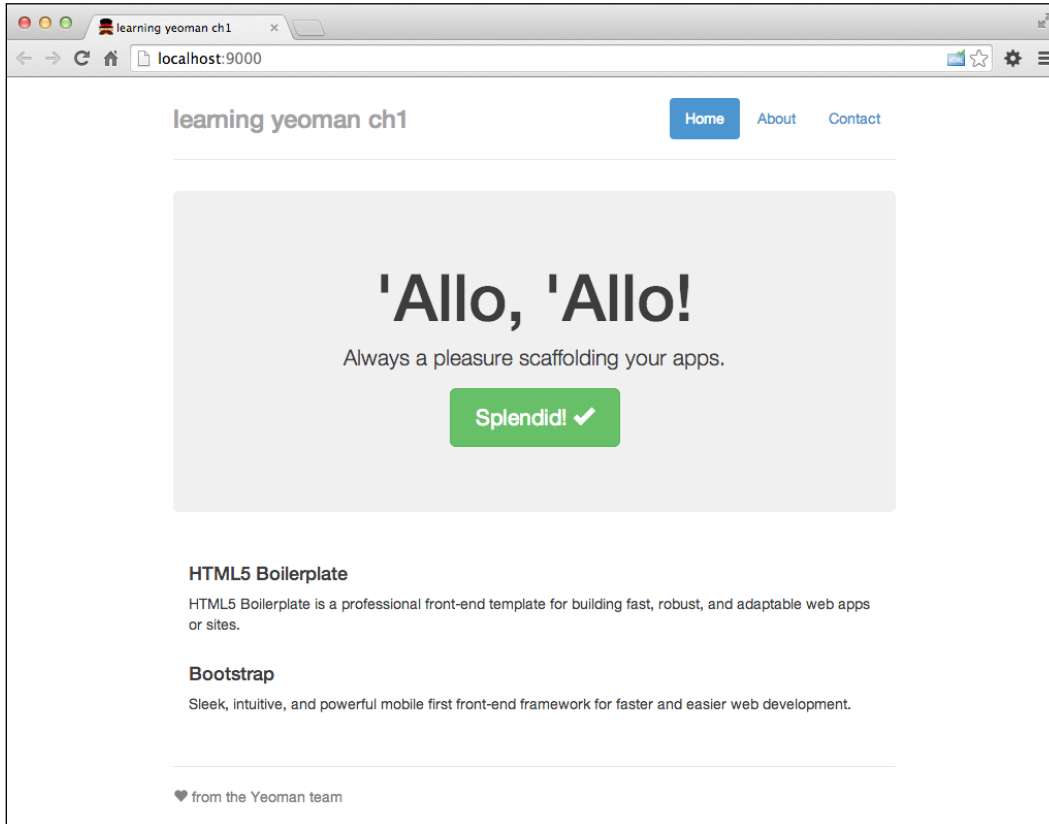 learning yeoman ch1
localhost:9000
learning yeoman ch1
Home About Contact
'Allo, 'Allo!
Always a pleasure scaffolding your apps.
Splendid!
HTML5 Boilerplate
HTML5 Boilerplate is a professional front-end template for building fast, robust, and adaptable web apps
or sites.
Bootstrap
Sleek, intuitive, and powerful mobile first front-end framework for faster and easier web development.
from the Yeoman team